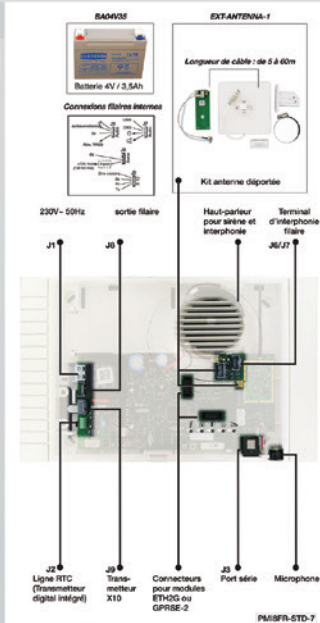 BA04V35
Batterie 4V / 3,5Ah
Connexions filaires internes
EXT-ANTENNA-1
Longueur de câble : de 5 à 60m
Kit antenne déportée
230V~ 50Hz
sortie filaire
Haut-parleur
pour sirène et
interphonie
Terminal
d'interphonie
filaire
J1
J8
J6/J7
J2
Ligne RTC
(Transmetteur
digital intégré)
J9
Trans-
metteur
X10
Connecteurs
pour modules
ETH2G ou
GPRSE-2
J3
Port série
Microphone
PMI8FR-STD-7